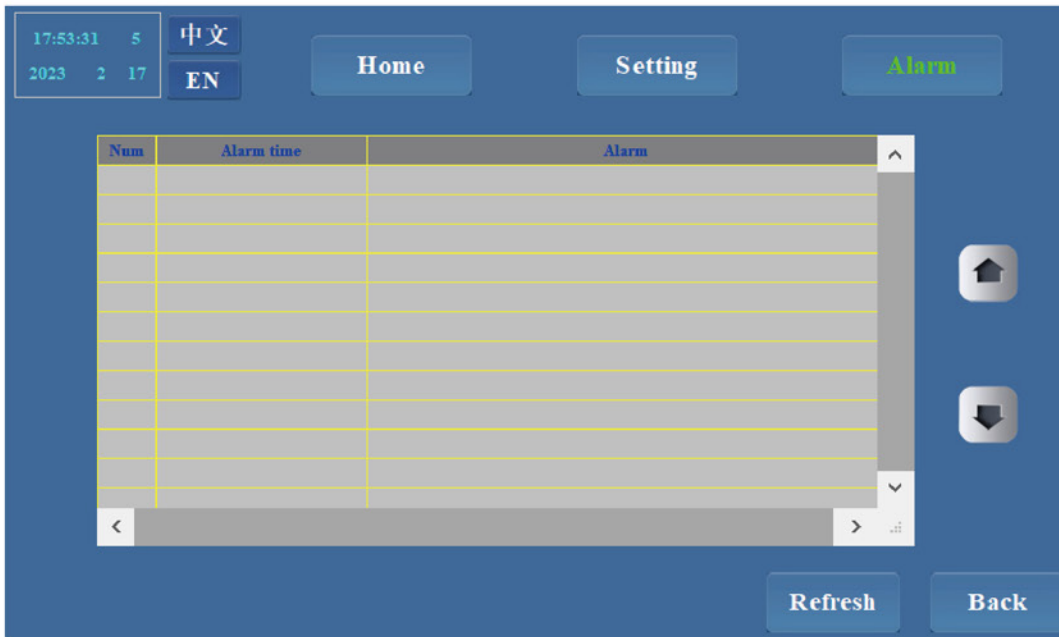 17:53:31 5
2023 2 17
中文
EN
Home
Setting
Alarm
Num Alarm time Alarm
Refresh
Back